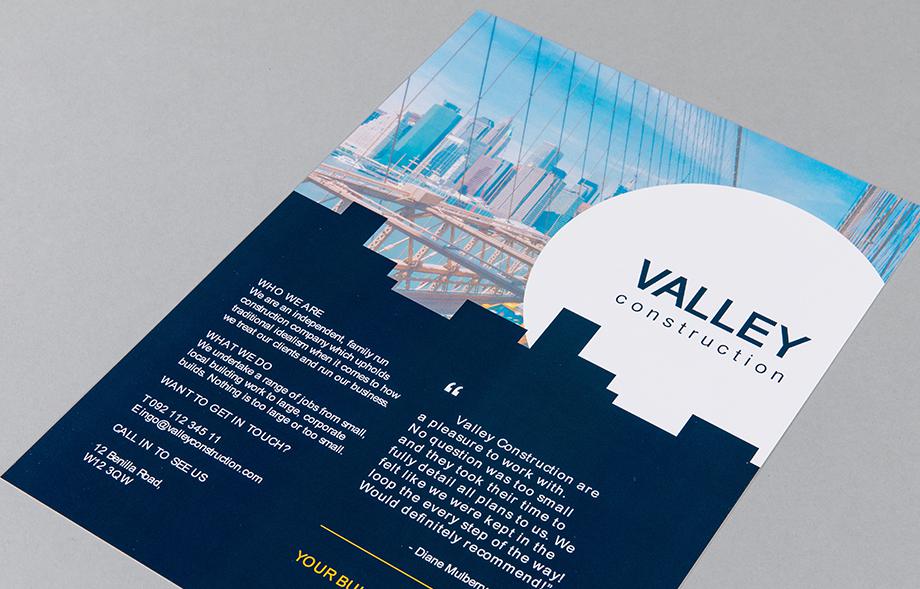 VALLEY
construction
WHO WE ARE
We are an independent, family run
construction company which upholds
traditional idealism when it comes to how
we treat our clients and run our business.
WHAT WE DO
We undertake a range of jobs from small,
local building work to large, corporate
builds. Nothing is too large or too small.
WANT TO GET IN TOUCH?
T 092 112 345 11
E ingo@valleyconstruction.com
CALL IN TO SEE US
12 Benilla Road,
W12 3QW
“
Valley Construction are
a pleasure to work with.
No question was too small
and they took their time to
fully detail all plans to us. We
felt like we were kept in the
loop the every step of the way!
Would definitely recommend!"
- Diane
YOUR